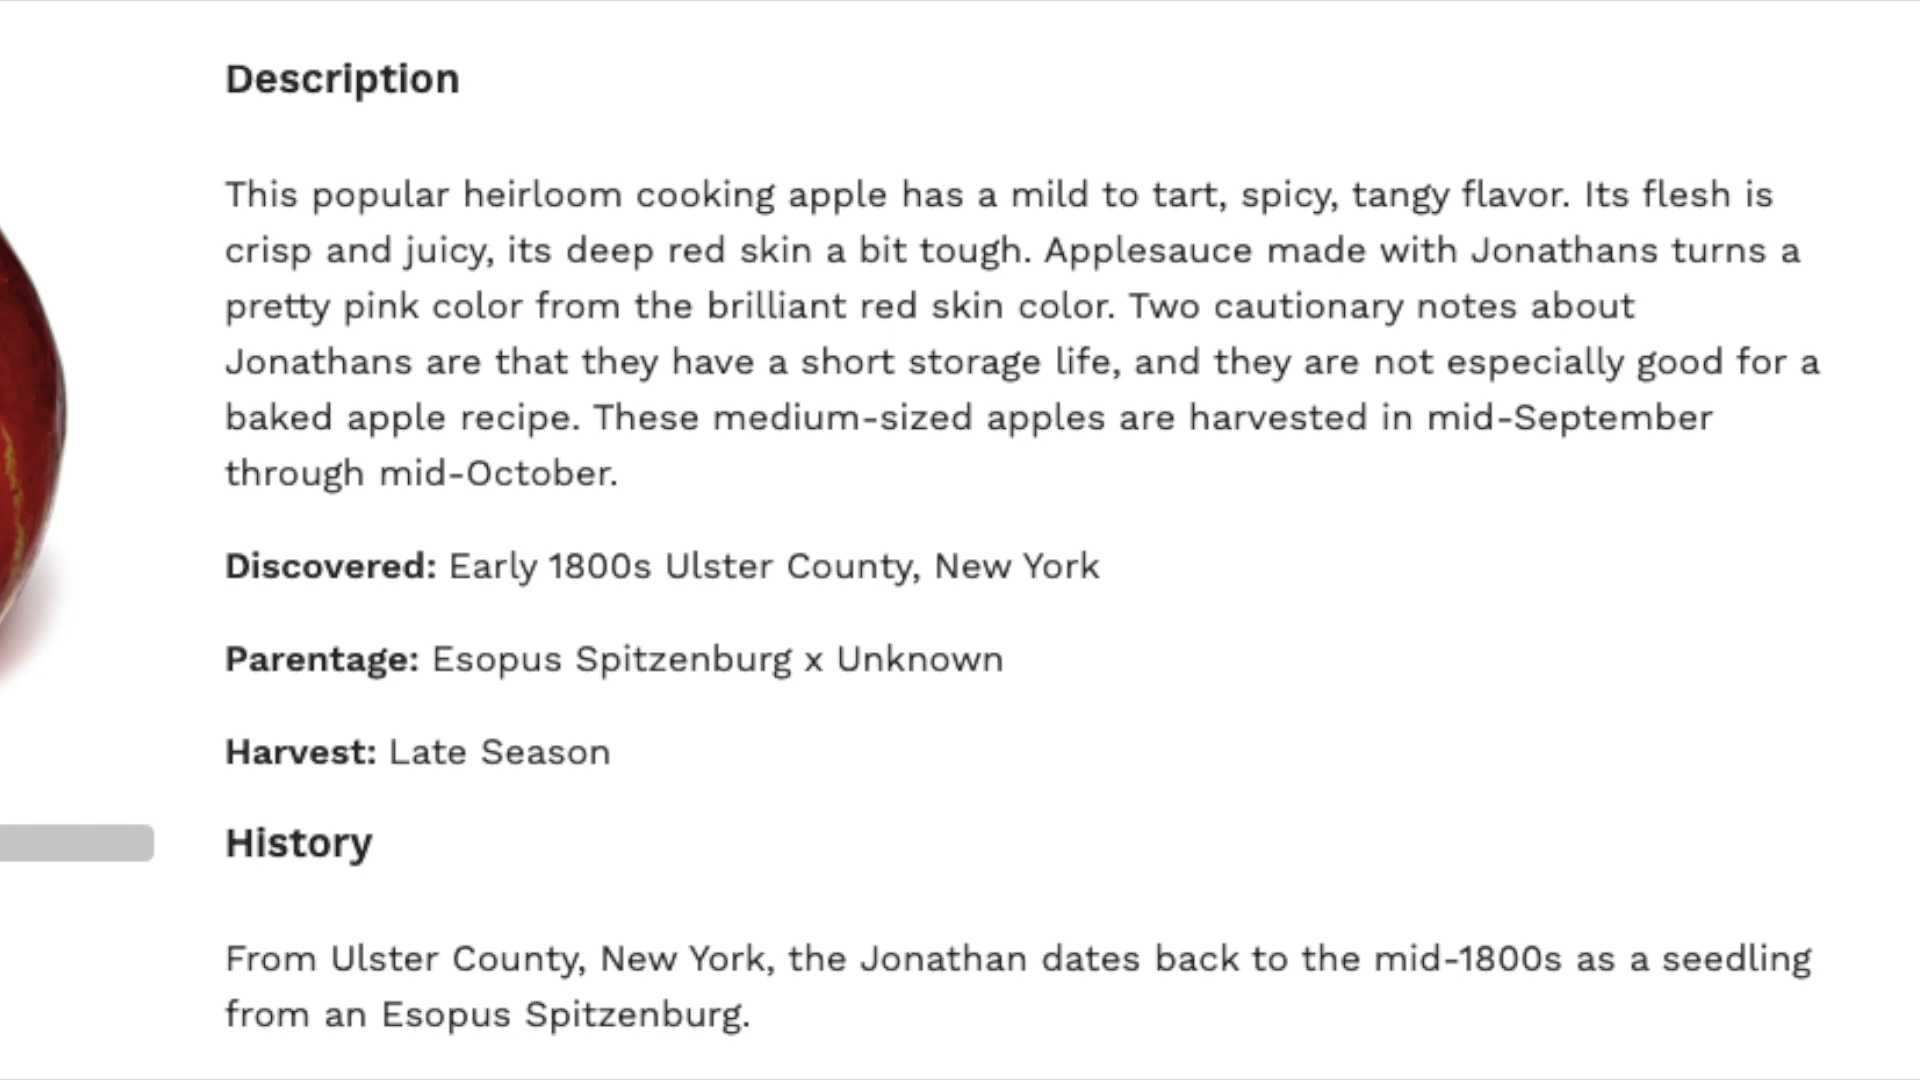 Description
This popular heirloom cooking apple has a mild to tart, spicy, tangy flavor. Its flesh is
crisp and juicy, its deep red skin a bit tough. Applesauce made with Jonathans turns a
pretty pink color from the brilliant red skin color. Two cautionary notes about
Jonathans are that they have a short storage life, and they are not especially good for a
baked apple recipe. These medium-sized apples are harvested in mid-September
through mid-October.
Discovered: Early 1800s Ulster County, New York
Parentage: Esopus Spitzenburg x Unknown
Harvest: Late Season
History
From Ulster County, New York, the Jonathan dates back to the mid-1800s as a seedling
from an Esopus Spitzenburg.